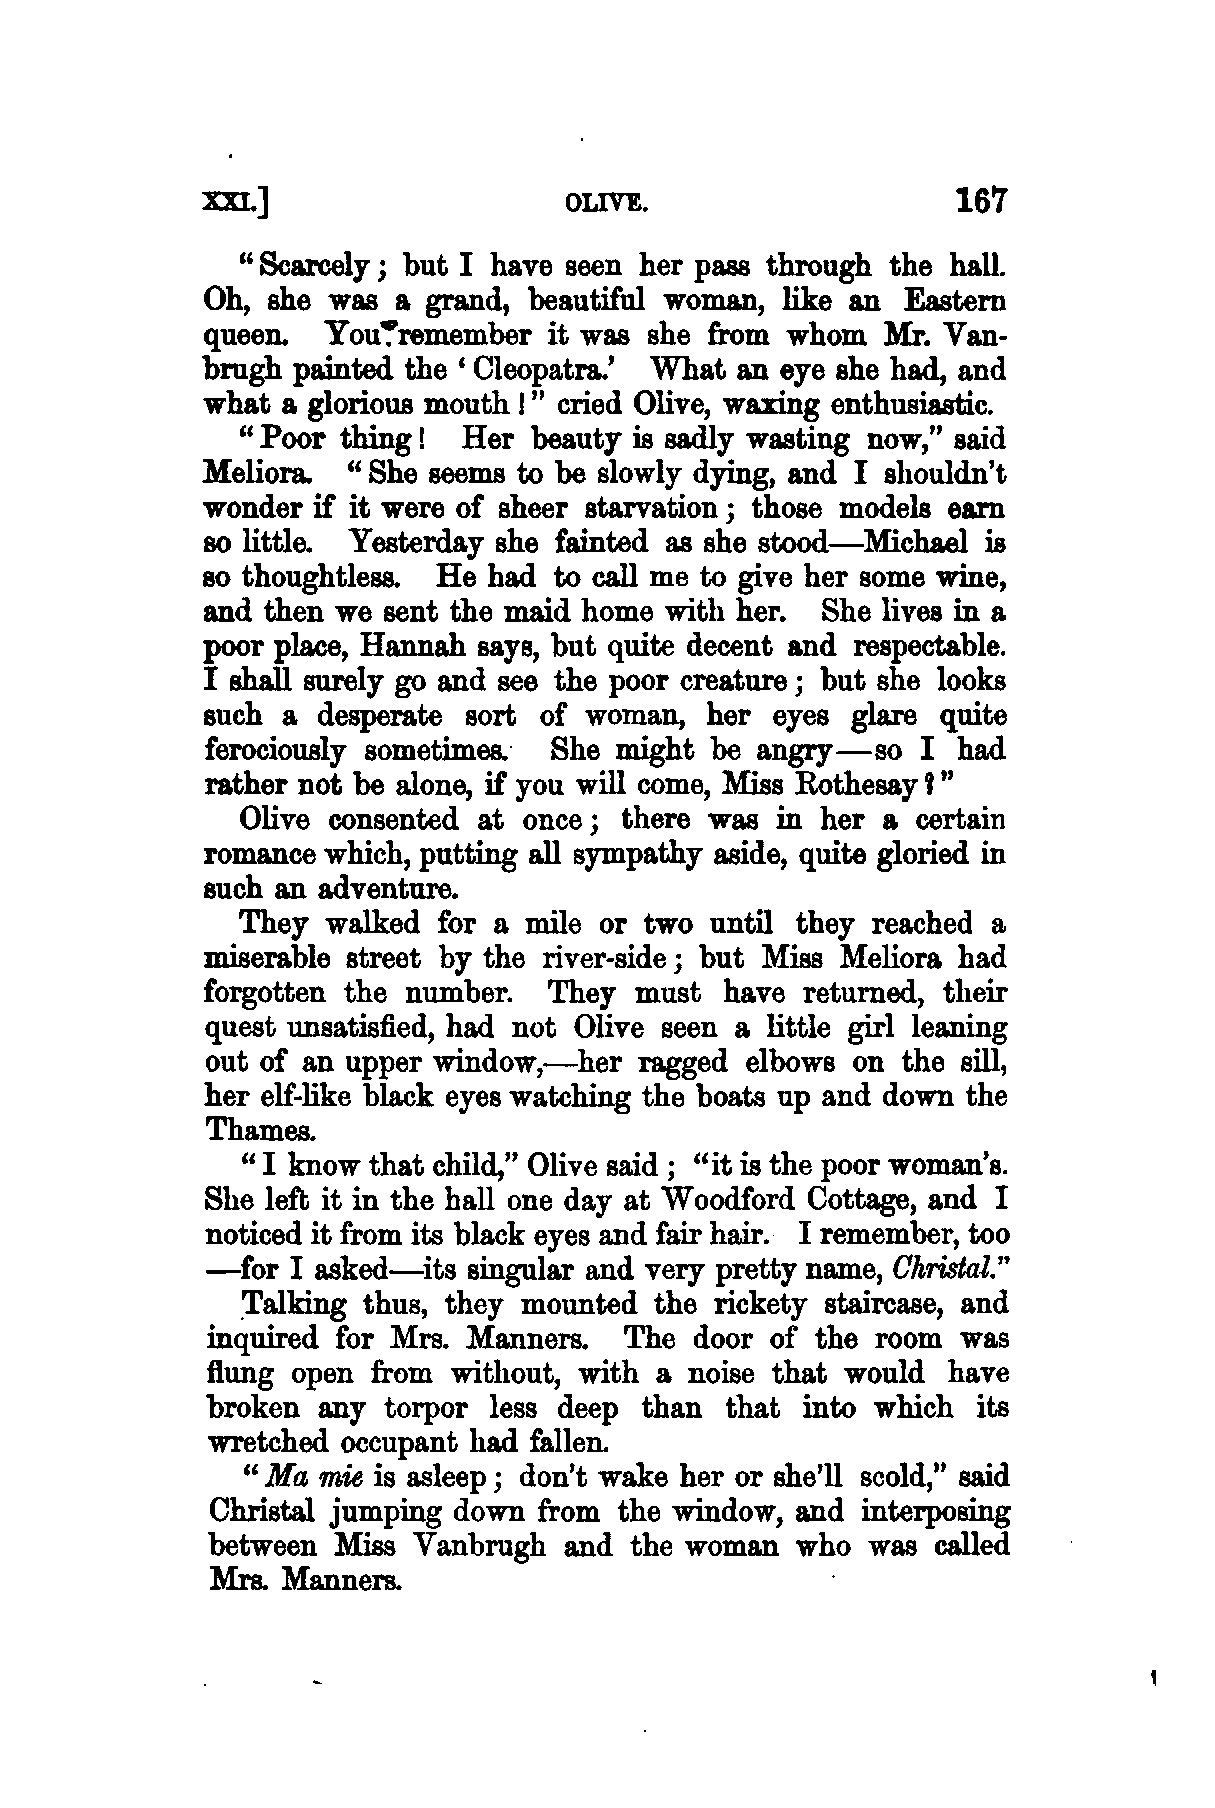 XXI.] OLIVE. 167
"Scarcely; but I have seen her pass through the hall.
Oh, she was a grand, beautiful woman, like an Eastern
queen. You remember it was she from whom Mr. Van-
brugh painted the 'Cleopatra.' What an eye she had, and
what a glorious mouth!" cried Olive, waxing enthusiastic.
"Poor thing! Her beauty is sadly wasting now," said
Meliora. "She seems to be slowly dying, and I shouldn't
wonder if it were of sheer starvation; those models earn
so little. Yesterday she fainted as she stood—Michael is
so thoughtless. He had to call me to give her some wine,
and then we sent the maid home with her. She lives in a
poor place, Hannah says, but quite decent and respectable.
I shall surely go and see the poor creature; but she looks
such a desperate sort of woman, her eyes glare quite
ferociously sometimes. She might be angry—so I had
rather not be alone, if you will come, Miss Rothesay?"
Olive consented at once; there was in her a certain
romance which, putting all sympathy aside, quite gloried in
such an adventure.
They walked for a mile or two until they reached a
miserable street by the river-side; but Miss Meliora had
forgotten the number. They must have returned, their
quest unsatisfied, had not Olive seen a little girl leaning
out of an upper window,—her ragged elbows on the sill,
her elf-like black eyes watching the boats up and down the
Thames.
"I know that child," Olive said; "it is the poor woman's.
She left it in the hall one day at Woodford Cottage, and I
noticed it from its black eyes and fair hair. I remember, too
—for I asked—its singular and very pretty name, Christal."
Talking thus, they mounted the rickety staircase, and
inquired for Mrs. Manners. The door of the room was
flung open from without, with a noise that would have
broken any torpor less deep than that into which its
wretched occupant had fallen.
"Ma mie is asleep; don't wake her or she'll scold," said
Christal jumping down from the window, and interposing
between Miss Vanbrugh and the woman who was called
Mrs. Manners.